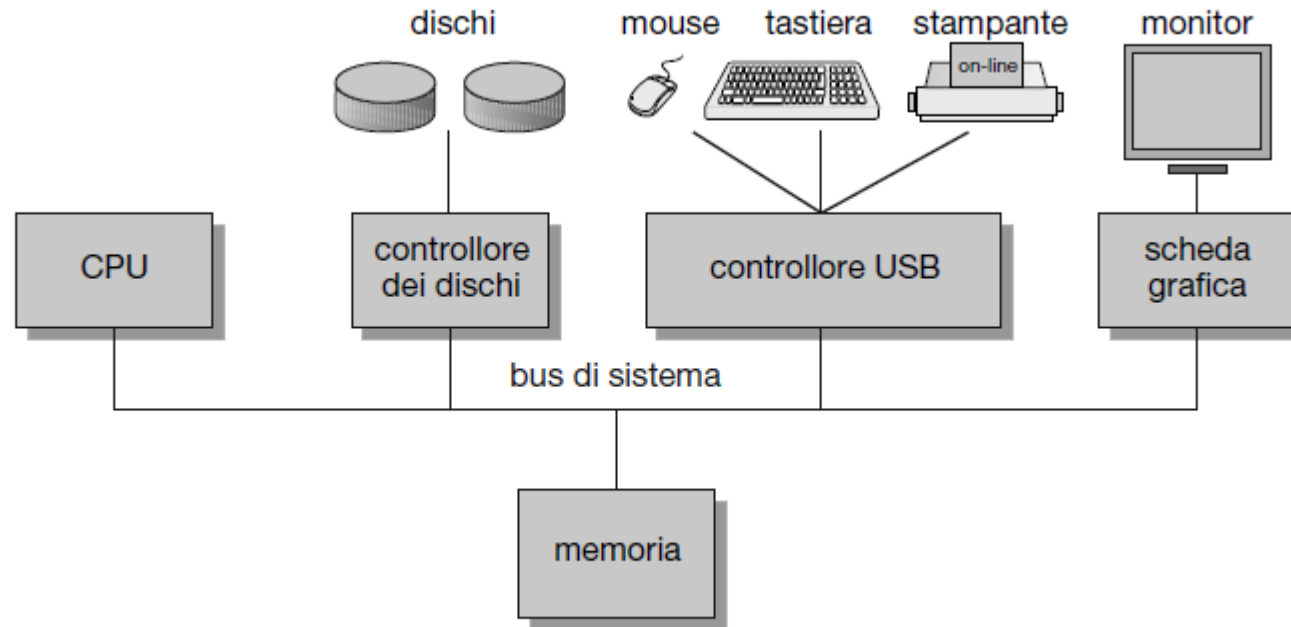 dischi
mouse
tastiera
stampante
monitor
on-line
CPU
controllore
dei dischi
controllore USB
scheda
grafica
bus di sistema
memoria